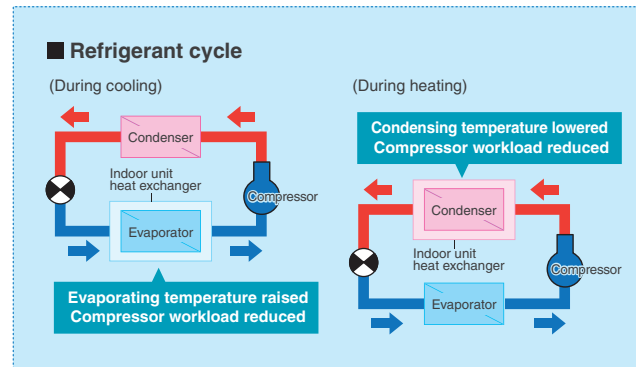 Refrigerant cycle
(During cooling)
Condenser
Indoor unit
heat exchanger
Compressor
Evaporator
Evaporating temperature raised
Compressor workload reduced
(During heating)
Condensing temperature lowered
Compressor workload reduced
Condenser
Indoor unit
heat exchanger
Compressor
Evaporator